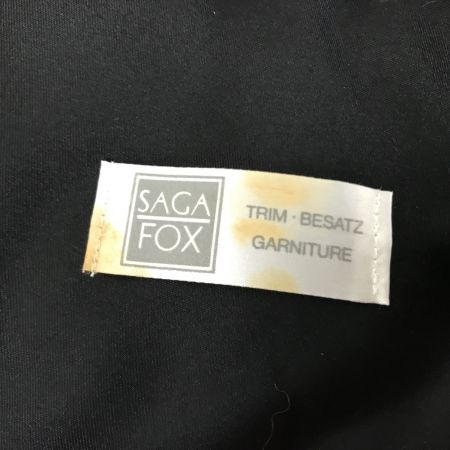 SAGA
FOX
TRIM · BESATZ
GARNITURE